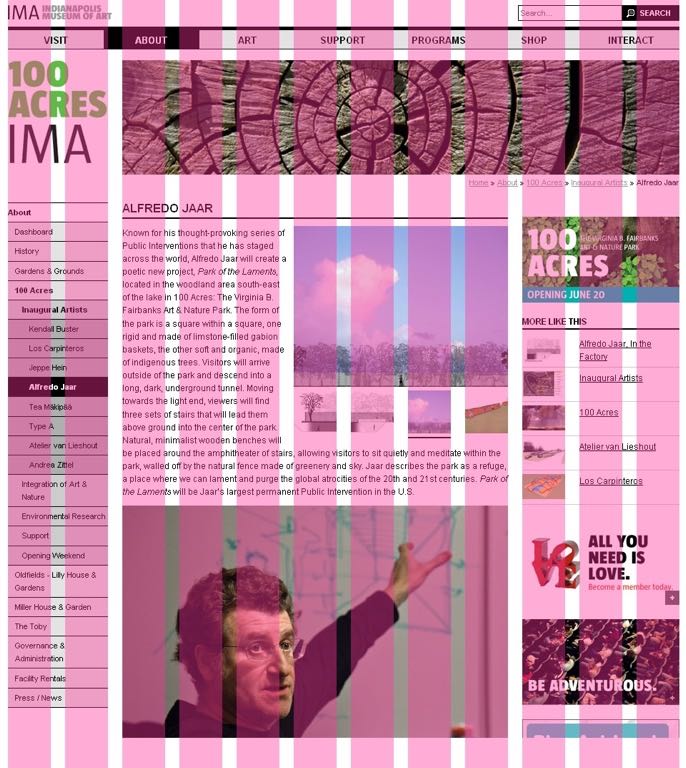 IMA INDIANAPOLIS
MUSEUM OF ART
Search...
SEARCH
VISIT
ABOUT
ART
SUPPORT
PROGRAMS
SHOP
INTERACT
100
ACRES
IMA
Home » About » 100 Acres » Inaugural Artists » Alfredo Jaar
About
Dashboard
History
Gardens & Grounds
100 Acres
Inaugural Artists
Kendall Buster
Los Carpinteros
Jeppe Hein
Alfredo Jaar
Tea Mäkipää
Type A
Atelier van Lieshout
Andrea Zittel
Integration of Art &
Nature
Environmental Research
Support
Opening Weekend
Oldfields - Lilly House &
Gardens
Miller House & Garden
The Toby
Governance &
Administration
Facility Rentals
Press / News
ALFREDO JAAR
Known for his thought-provoking series of
Public Interventions that he has staged
across the world, Alfredo Jaar will create a
poetic new project, Park of the Laments,
located in the woodland area south-east
of the lake in 100 Acres: The Virginia B.
Fairbanks Art & Nature Park. The form of
the park is a square within a square, one
rigid and made of limstone-filled gabion
baskets, the other soft and organic, made
of indigenous trees. Visitors will arrive
outside of the park and descend into a
long, dark, underground tunnel. Moving
towards the light end, viewers will find
three sets of stairs that will lead them
above ground into the center of the park.
Natural, minimalist wooden benches will
be placed around the amphitheater of stairs, allowing visitors to sit quietly and meditate within the
park, walled off by the natural fence made of greenery and sky. Jaar describes the park as a refuge,
a place where we can lament and purge the global atrocities of the 20th and 21st centuries. Park of
the Laments will be Jaar's largest permanent Public Intervention in the U.S.
100
ACRES
THE VIRGINIA B. FAIRBANKS
ART & NATURE PARK
OPENING JUNE 20
MORE LIKE THIS
Alfredo Jaar, In the
Factory
Inaugural Artists
100 Acres
Atelier van Lieshout
Los Carpinteros
LOVE
ALL YOU
NEED IS
LOVE.
Become a member today.
+
BE ADVENTUROUS.
+